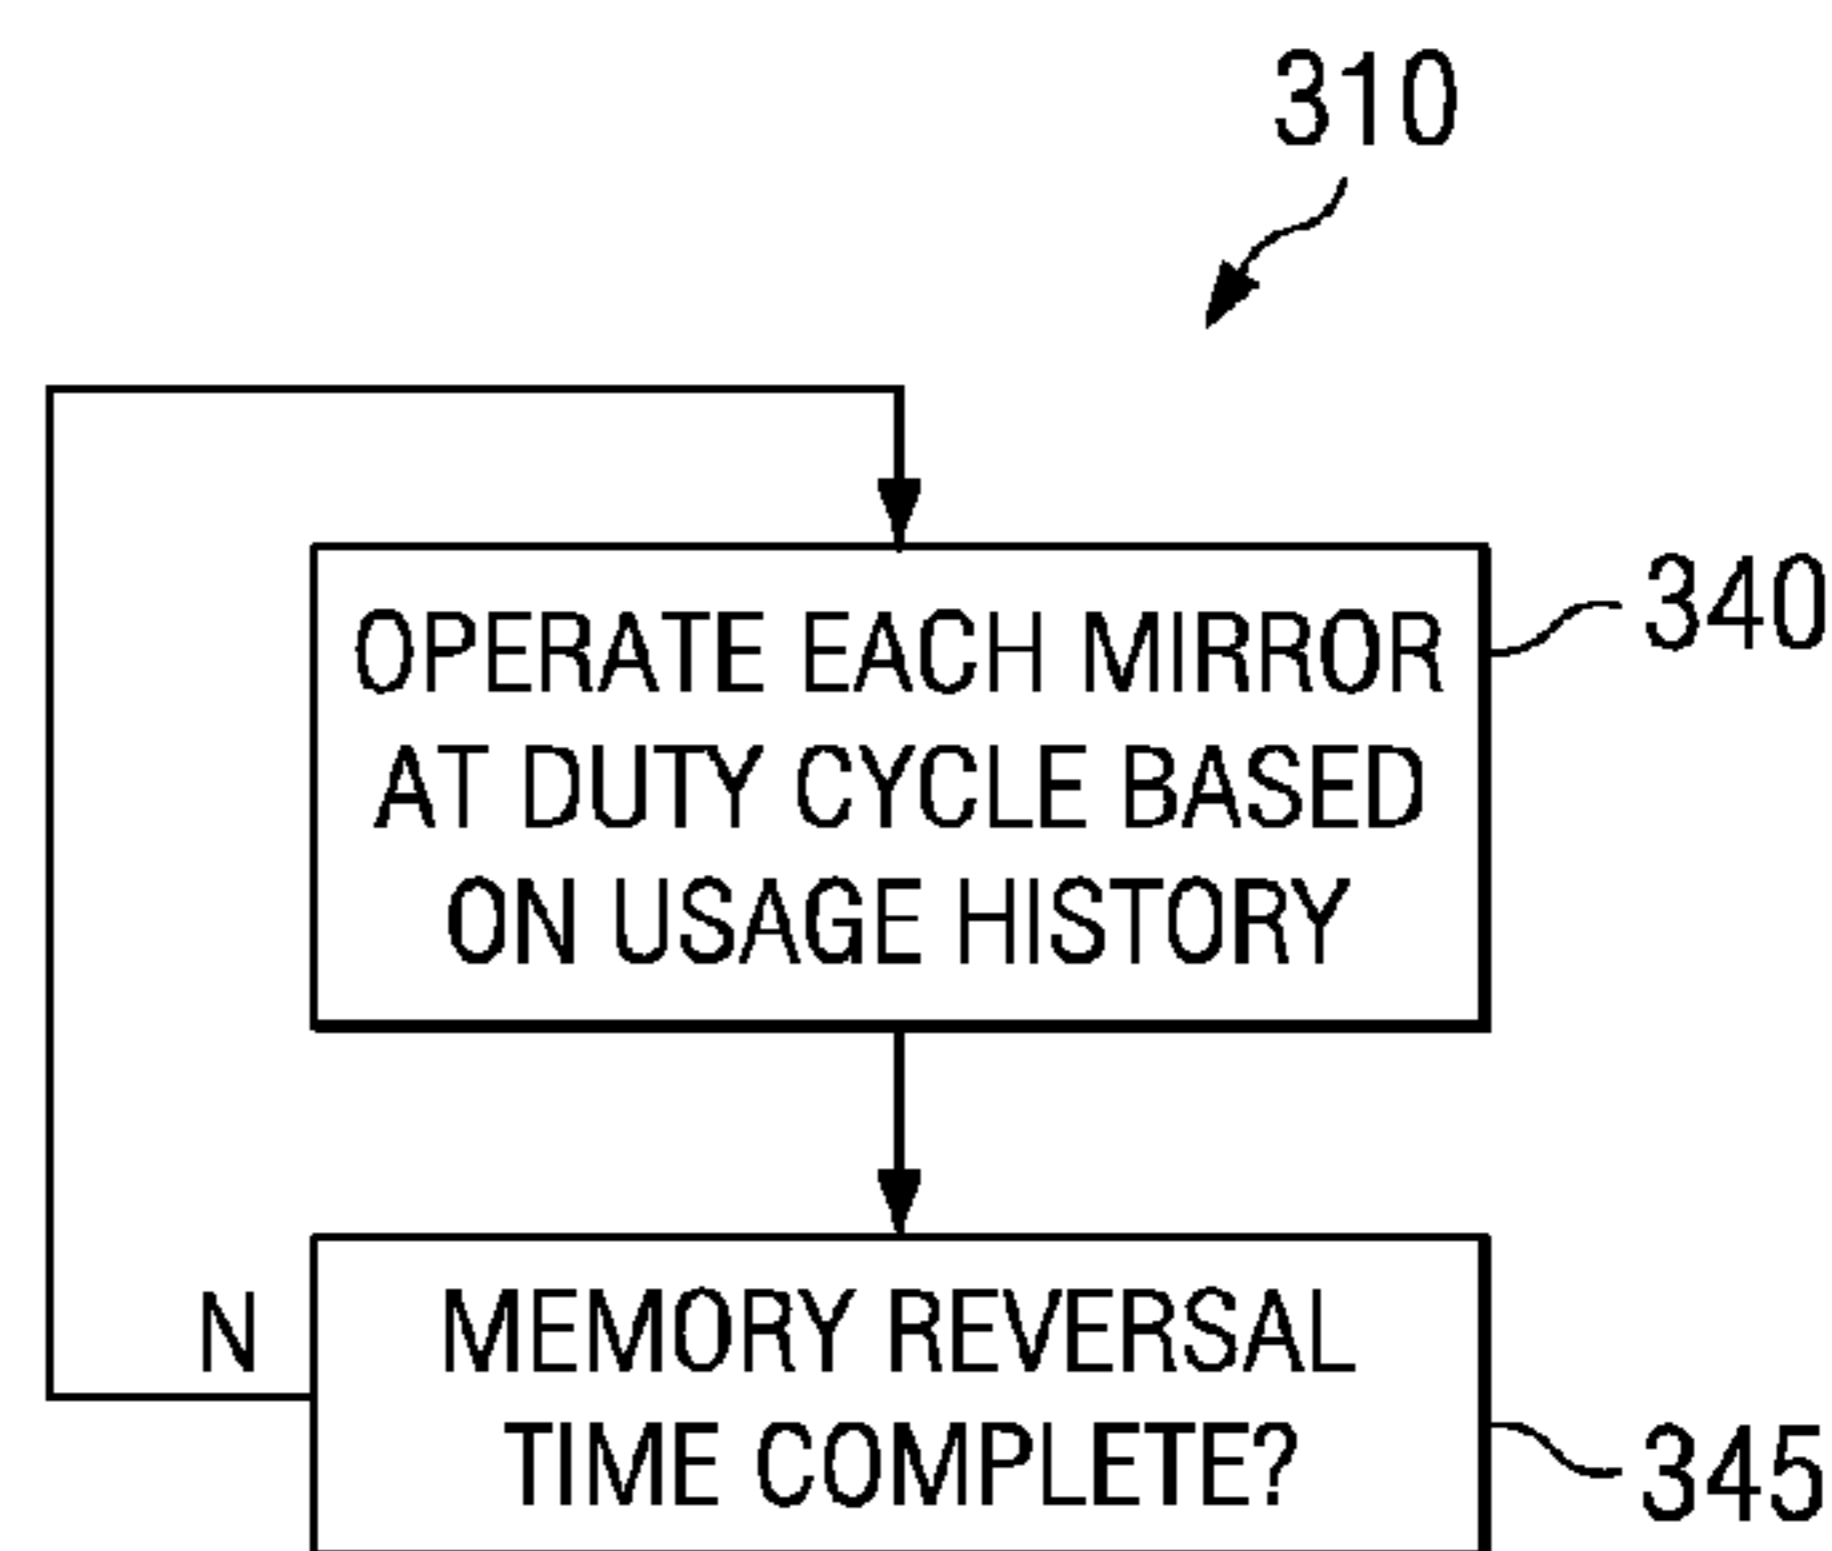 310
OPERATE EACH MIRROR
AT DUTY CYCLE BASED
ON USAGE HISTORY
340
N
MEMORY REVERSAL
TIME COMPLETE?
345